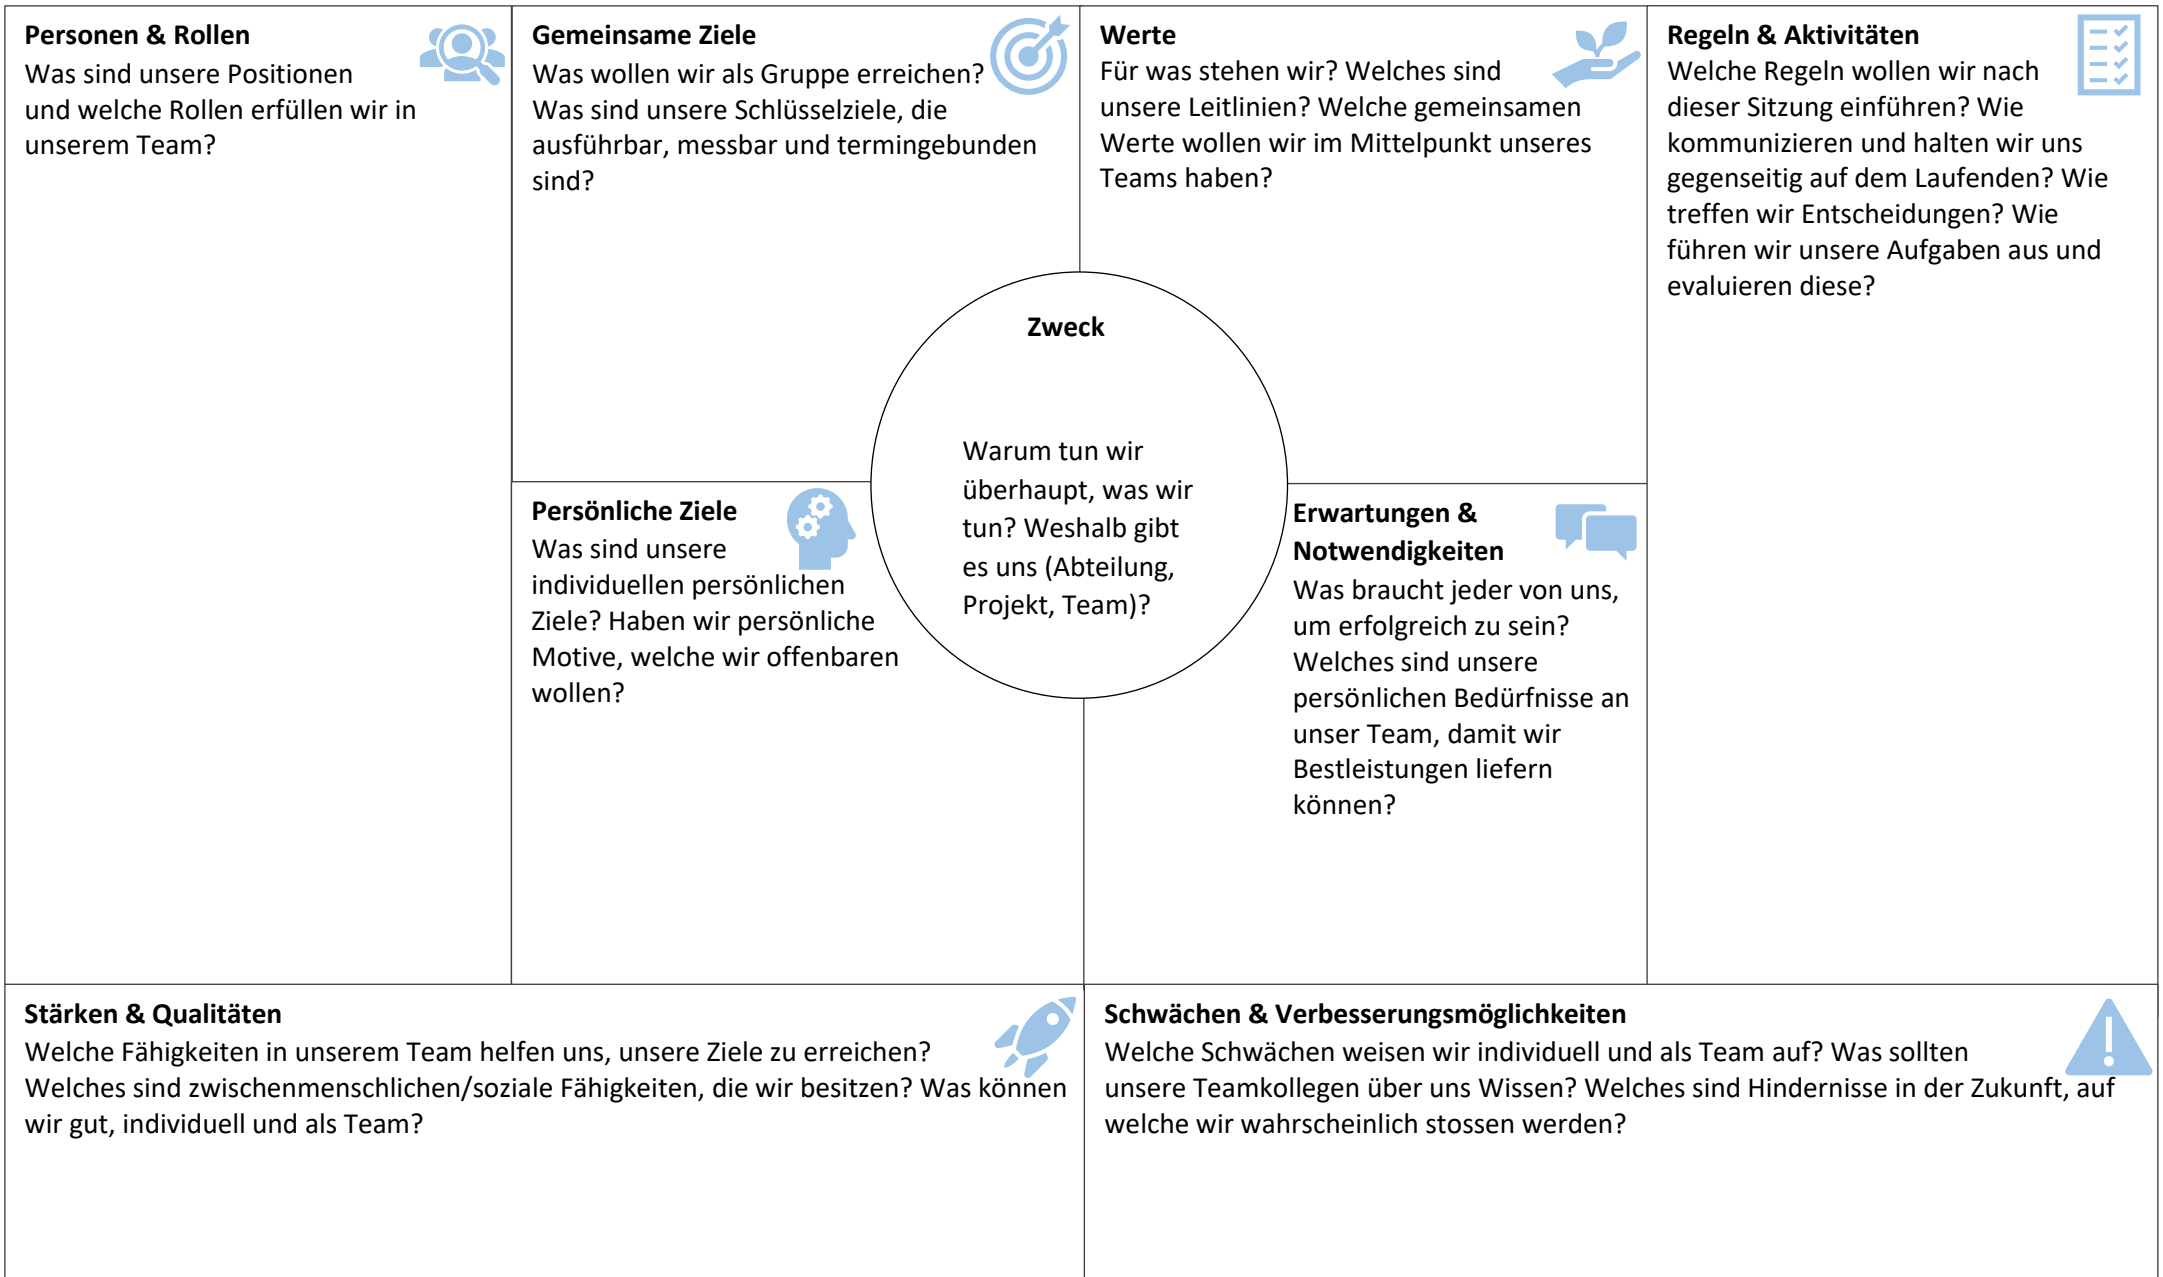 Personen & Rollen
Was sind unsere Positionen
und welche Rollen erfüllen wir in
unserem Team?
Gemeinsame Ziele
Was wollen wir als Gruppe erreichen?
Was sind unsere Schlüsselziele, die
ausführbar, messbar und termingebunden
sind?
Werte
Für was stehen wir? Welches sind
unsere Leitlinien? Welche gemeinsamen
Werte wollen wir im Mittelpunkt unseres
Teams haben?
Regeln & Aktivitäten
Welche Regeln wollen wir nach
dieser Sitzung einführen? Wie
kommunizieren und halten wir uns
gegenseitig auf dem Laufenden? Wie
treffen wir Entscheidungen? Wie
führen wir unsere Aufgaben aus und
evaluieren diese?
Zweck
Warum tun wir
überhaupt, was wir
tun? Weshalb gibt
es uns (Abteilung,
Projekt, Team)?
Persönliche Ziele
Was sind unsere
individuellen persönlichen
Ziele? Haben wir persönliche
Motive, welche wir offenbaren
wollen?
Erwartungen &
Notwendigkeiten
Was braucht jeder von uns,
um erfolgreich zu sein?
Welches sind unsere
persönlichen Bedürfnisse an
unser Team, damit wir
Bestleistungen liefern
können?
Stärken & Qualitäten
Welche Fähigkeiten in unserem Team helfen uns, unsere Ziele zu erreichen?
Welches sind zwischenmenschlichen/soziale Fähigkeiten, die wir besitzen? Was können
wir gut, individuell und als Team?
Schwächen & Verbesserungsmöglichkeiten
Welche Schwächen weisen wir individuell und als Team auf? Was sollten
unsere Teamkollegen über uns Wissen? Welches sind Hindernisse in der Zukunft, auf
welche wir wahrscheinlich stossen werden?